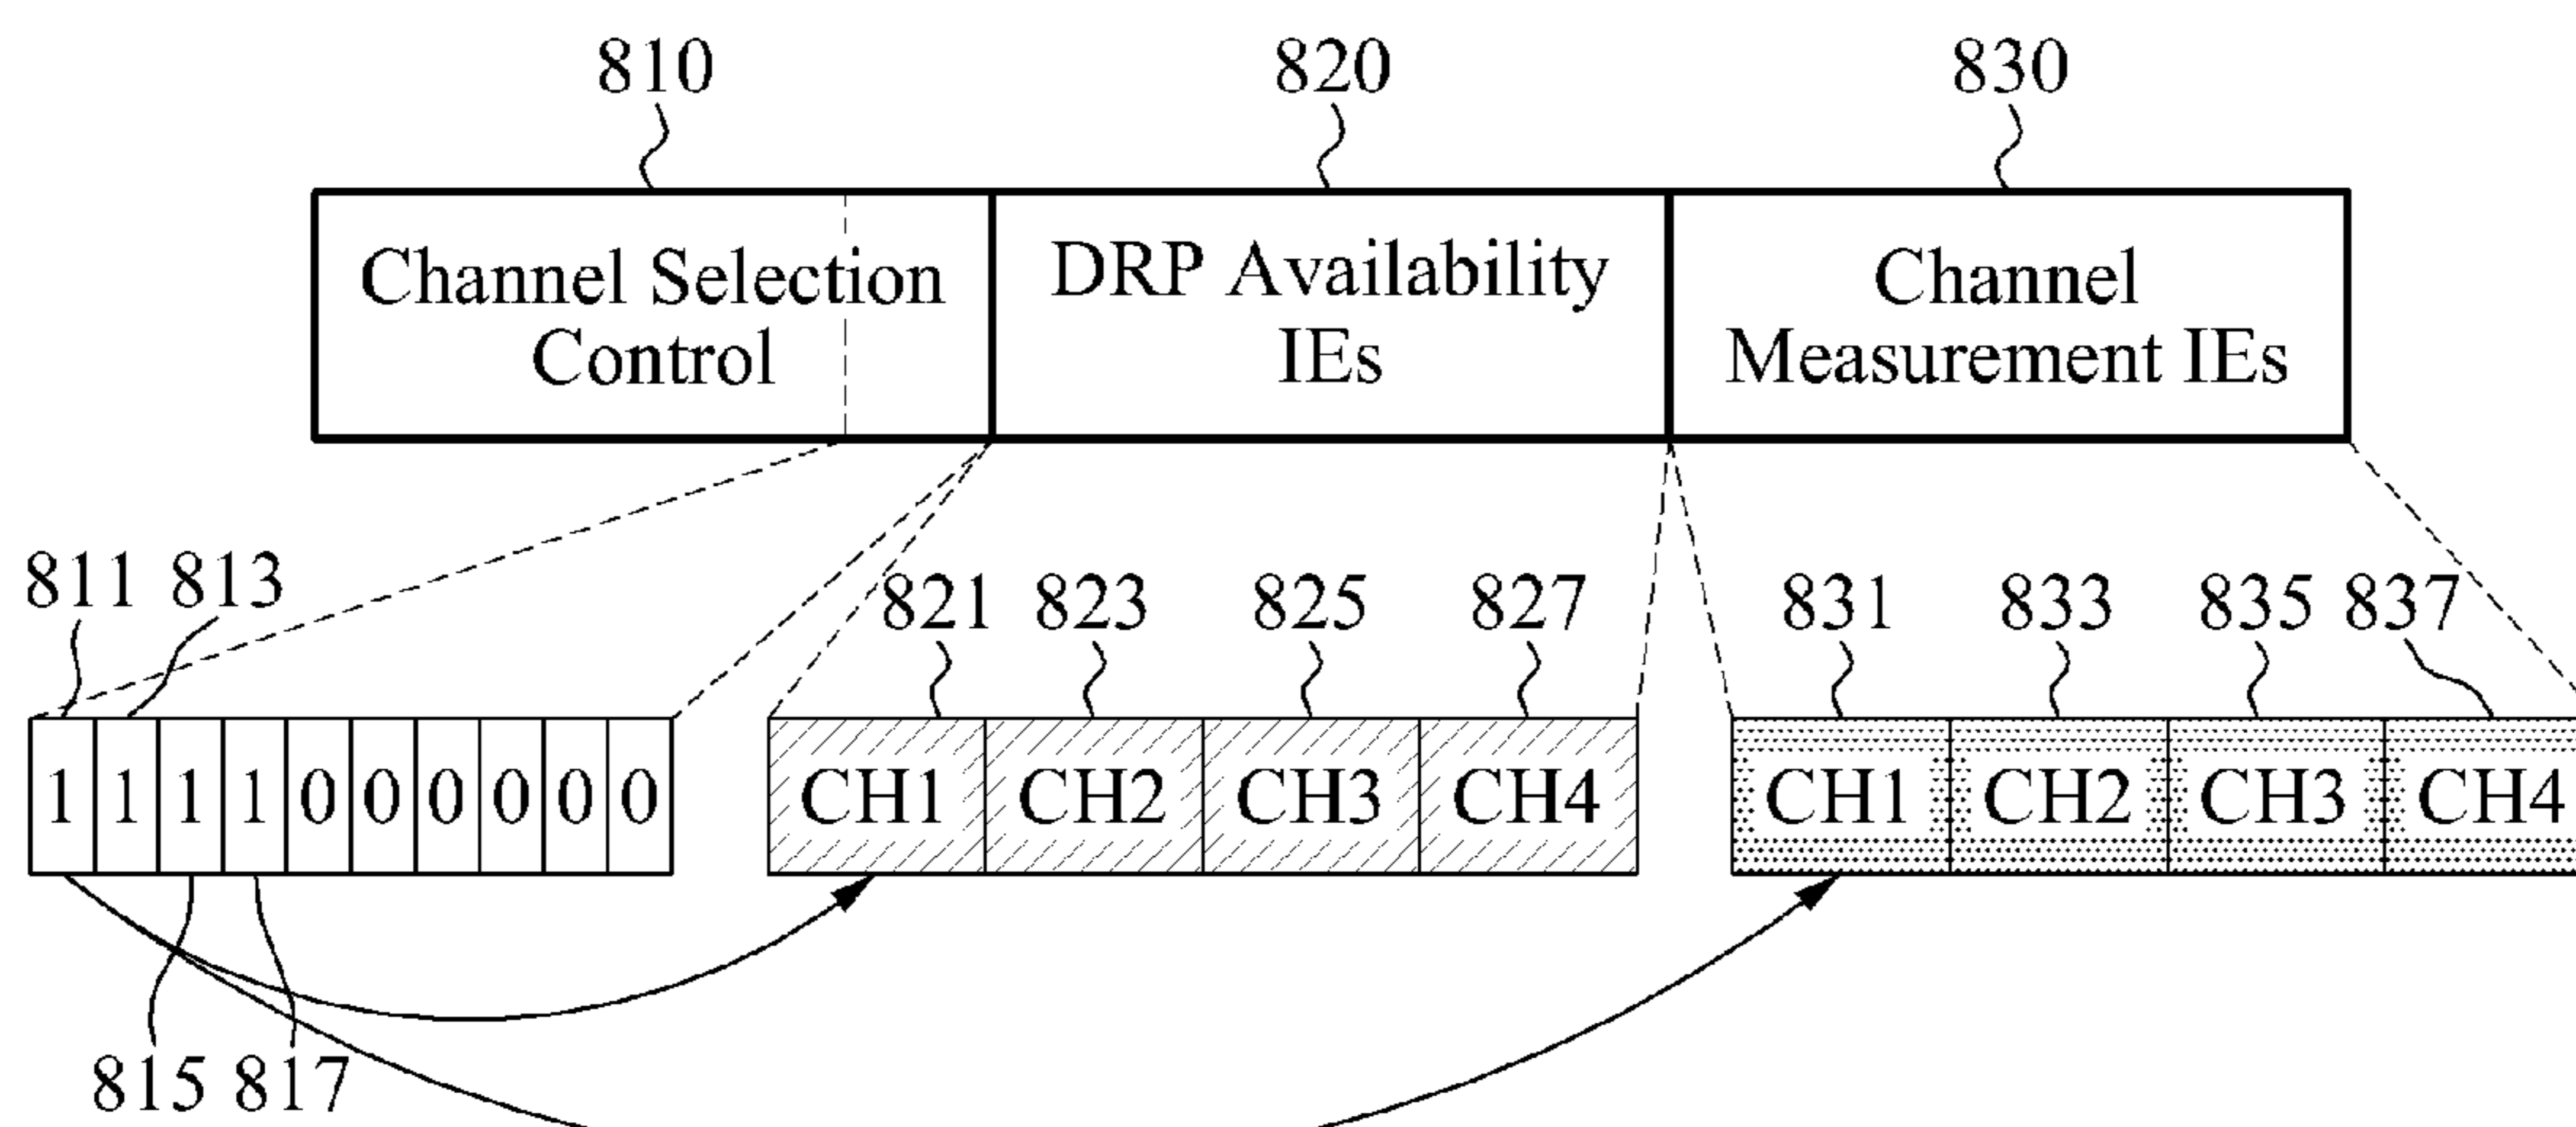 810 820 830
Channel Selection
Control
DRP Availability
IEs
Channel
Measurement IEs
811 813 821 823 825 827 831 833 835 837
1 1 1 1 0 0 0 0 0 0
CH1 CH2 CH3 CH4
CH1 CH2 CH3 CH4
815 817